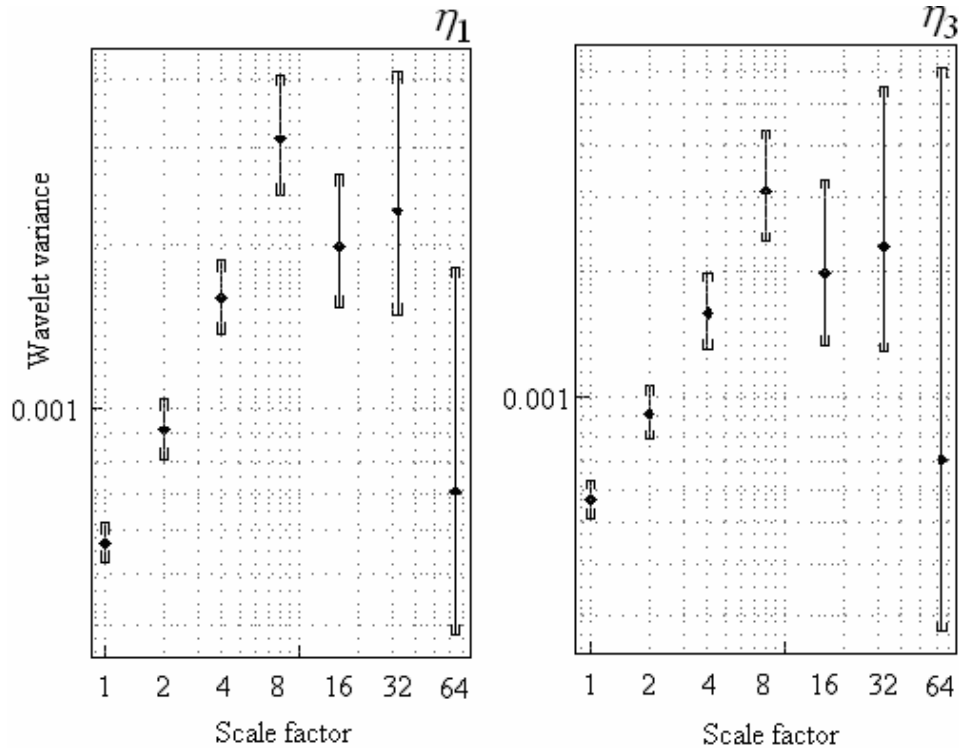 η1
η3
Wavelet variance
0.001
0.001
1 2 4 8 16 32 64
1 2 4 8 16 32 64
Scale factor
Scale factor